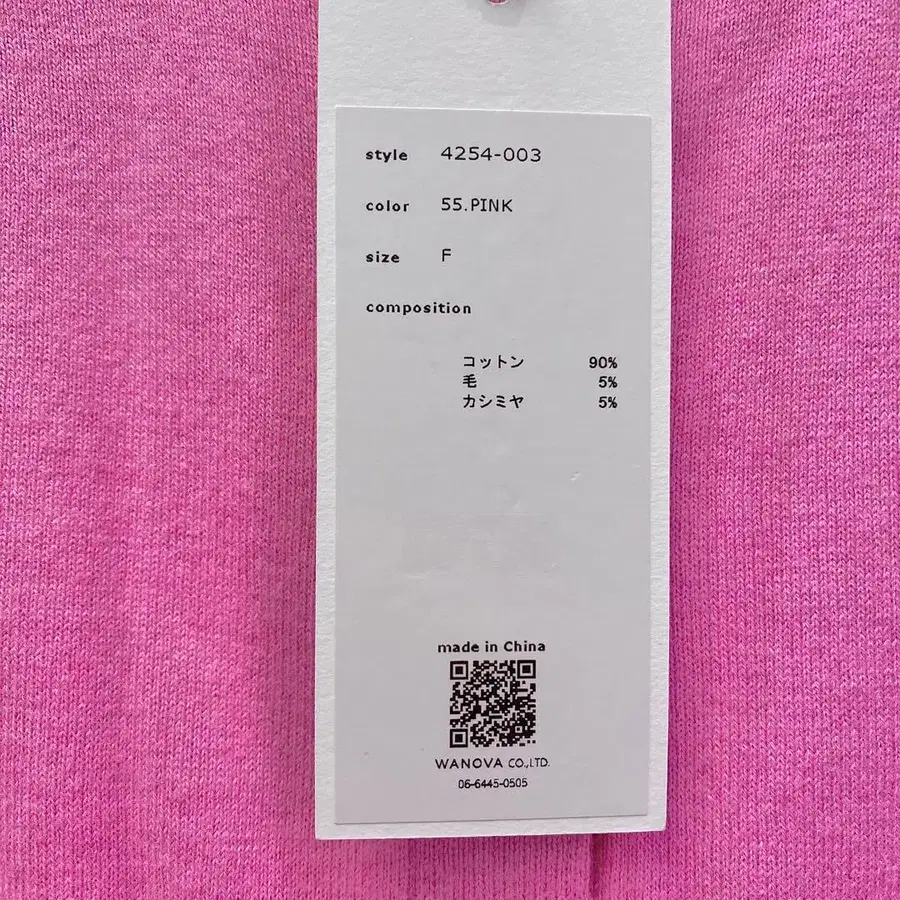 style 4254-003
color 55.PINK
size F
composition
コットン 90%
毛 5%
カシミヤ 5%
made in China
WANOVA CO.,LTD.
06-6445-0505